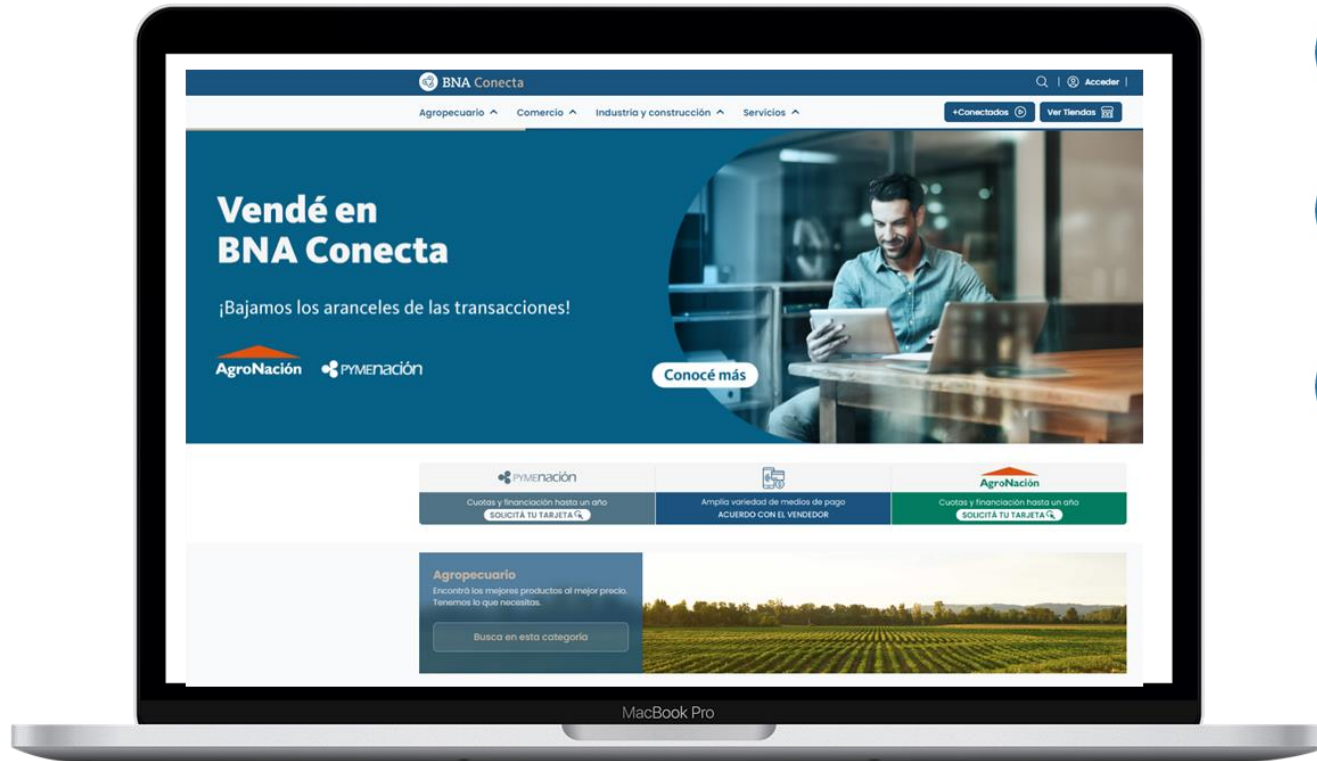 BNA Conecta
Acceder
Agropecuario Comercio Industria y construcción Servicios +Conectados Ver Tiendas
Vendé en
BNA Conecta
¡Bajamos los aranceles de las transacciones!
AgroNación PYMEnación
Conocé más
PYMEnación
Cuotas y financiación hasta un año
SOLICITÁ TU TARJETA
Amplia variedad de medios de pago
ACUERDO CON EL VENDEDOR
AgroNación
Cuotas y financiación hasta un año
SOLICITÁ TU TARJETA
Agropecuario
Encontrá los mejores productos al mejor precio.
Tenemos lo que necesitas.
Busca en esta categoría
MacBook Pro